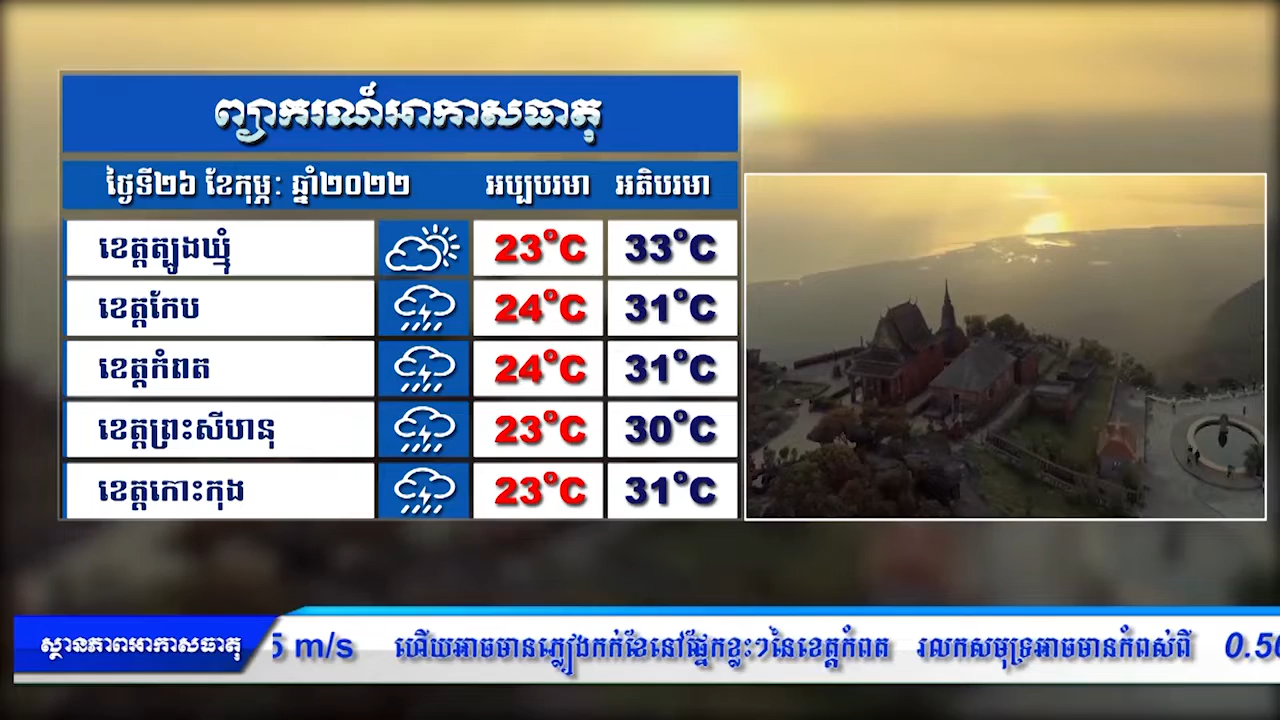 ព្យាករណ៍អាកាសធាតុ
ថ្ងៃទី២៦ ខែកុម្ភៈ ឆ្នាំ២០២២ អប្បបរមា អតិបរមា
ខេត្តត្បូងឃ្មុំ 23°C 33°C
ខេត្តកែប 24°C 31°C
ខេត្តកំពត 24°C 31°C
ខេត្តព្រះសីហនុ 23°C 30°C
ខេត្តកោះកុង 23°C 31°C
ស្ថានភាពអាកាសធាតុ 5 m/s ហើយអាចមានភ្លៀងកក់ខែនៅផ្នែកខ្លះៗនៃខេត្តកំពត រលកសមុទ្រអាចមានកំពស់ពី 0.50